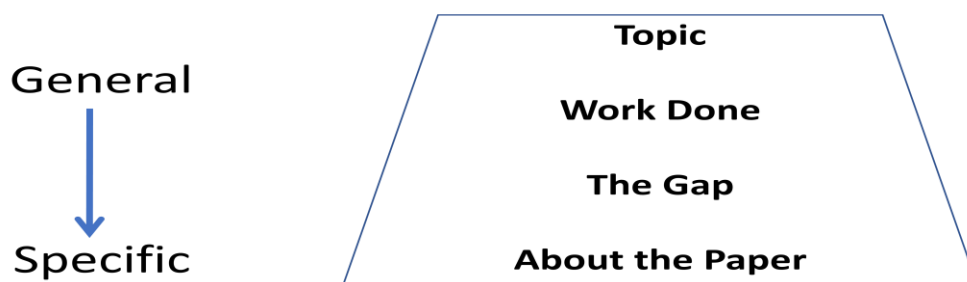 General
Specific
Topic
Work Done
The Gap
About the Paper